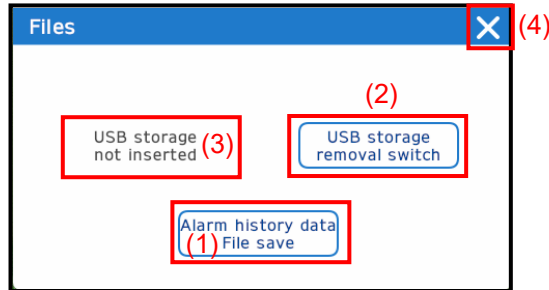 Files
(4)
(2)
USB storage
not inserted
(3)
USB storage
removal switch
Alarm history data
(1)
File save